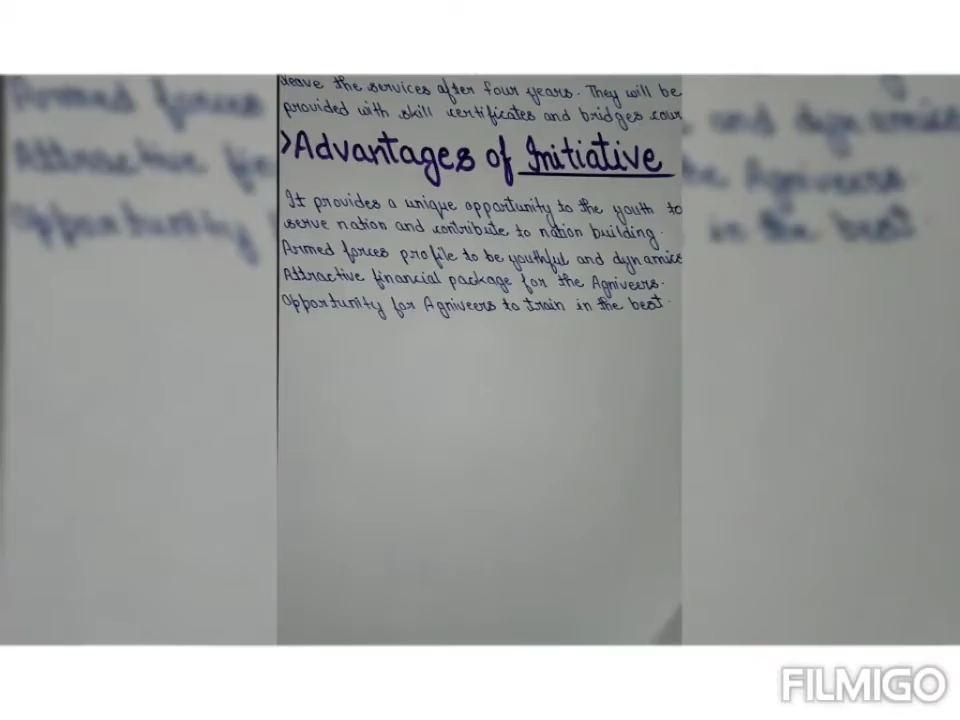 leave the services after four years. They will be
provided with skill certificates and bridges cour
>Advantages of Initiative
It provides a unique opportunity to the youth to
serve nation and contribute to nation building.
Armed forces profile to be youthful and dynamics
Attractive financial package for the Agniveers.
Opportunity for Agniveers to train in the best.
FILMIGO